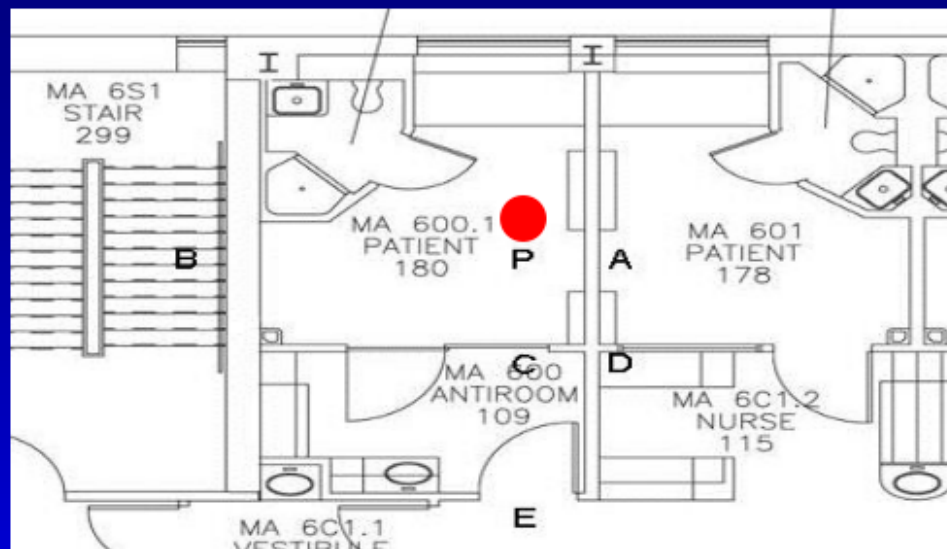 MA 6S1
STAIR
299
I
I
MA 600.1
PATIENT
180
B
P
A
MA 601
PATIENT
178
C
D
MA 600
ANTIROOM
109
MA 6C1.2
NURSE
115
E
MA 6C1.1
VESTIBULE